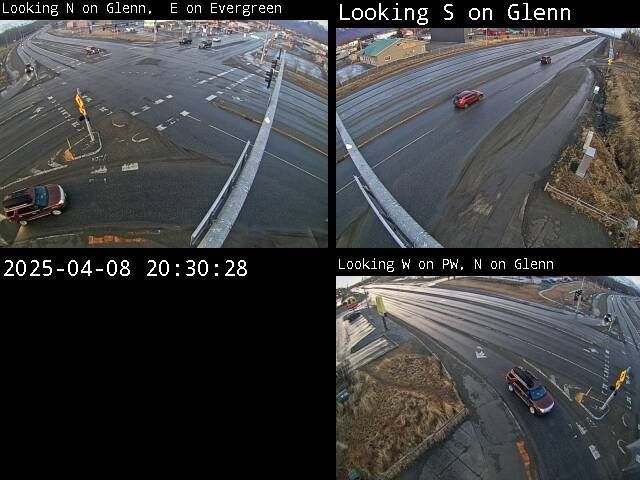 Looking N on Glenn,  E on Evergreen
Looking S on Glenn
2025-04-08 20:30:28
Looking W on PW, N on Glenn